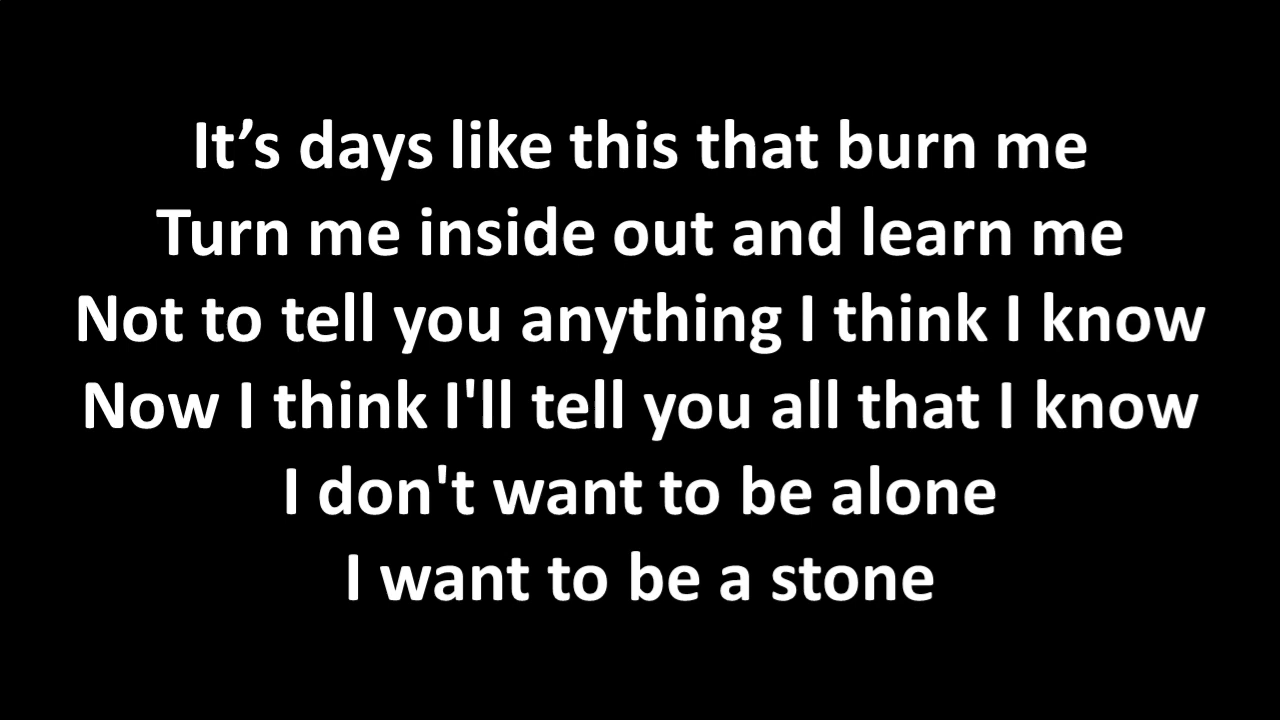 It’s days like this that burn me
Turn me inside out and learn me
Not to tell you anything I think I know
Now I think I'll tell you all that I know
I don't want to be alone
I want to be a stone